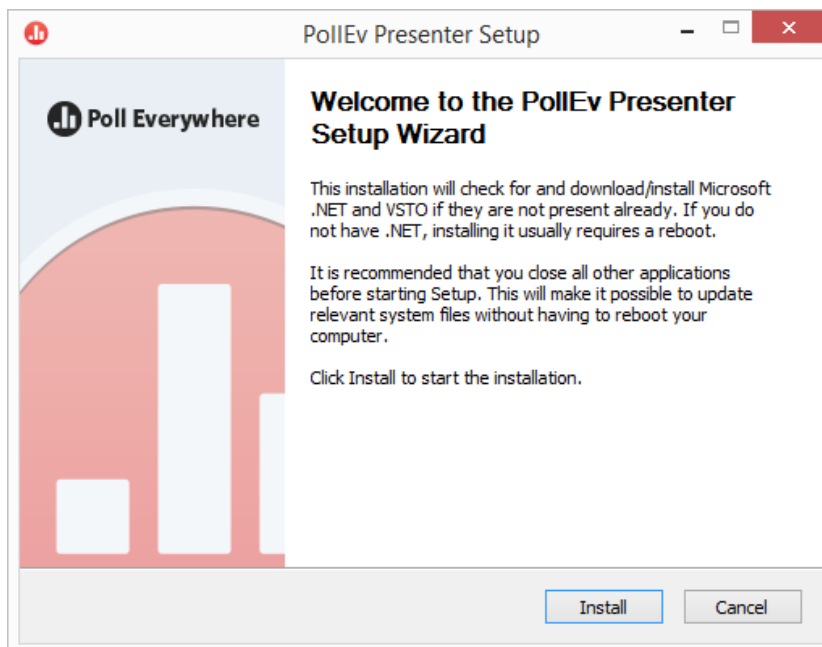 PollEv Presenter Setup
Poll Everywhere
Welcome to the PollEv Presenter
Setup Wizard
This installation will check for and download/install Microsoft
.NET and VSTO if they are not present already. If you do
not have .NET, installing it usually requires a reboot.
It is recommended that you close all other applications
before starting Setup. This will make it possible to update
relevant system files without having to reboot your
computer.
Click Install to start the installation.
Install
Cancel